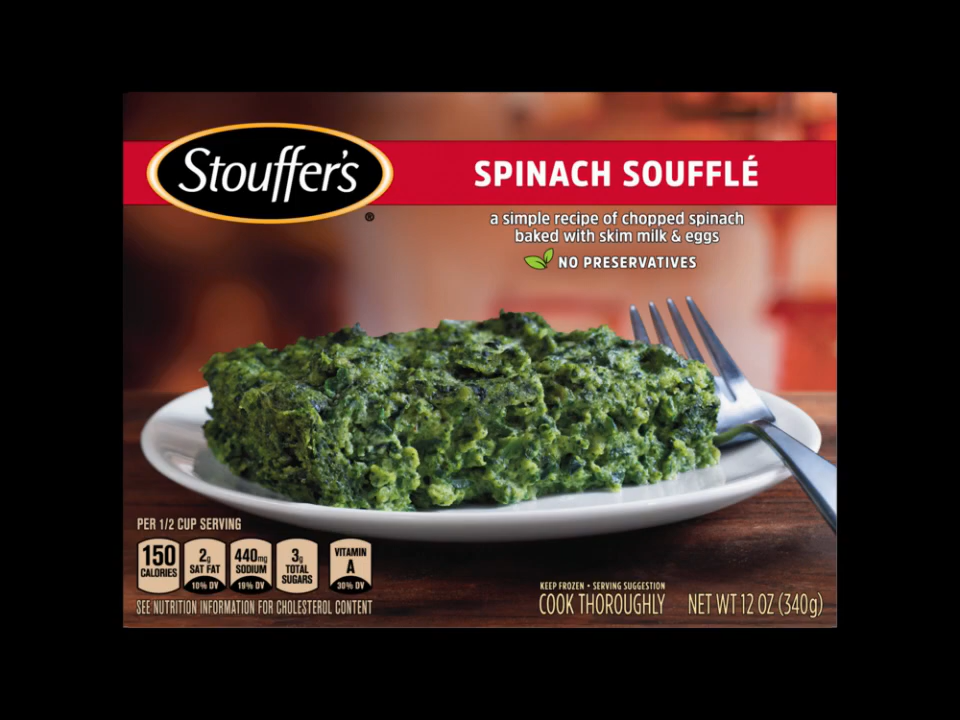 Stouffer's
®
SPINACH SOUFFLÉ
a simple recipe of chopped spinach
baked with skim milk & eggs
NO PRESERVATIVES
PER 1/2 CUP SERVING
150 CALORIES
2g SAT FAT 10% DV
440mg SODIUM 19% DV
3g TOTAL SUGARS
VITAMIN A 30% DV
SEE NUTRITION INFORMATION FOR CHOLESTEROL CONTENT
KEEP FROZEN • SERVING SUGGESTION
COOK THOROUGHLY
NET WT 12 OZ (340g)